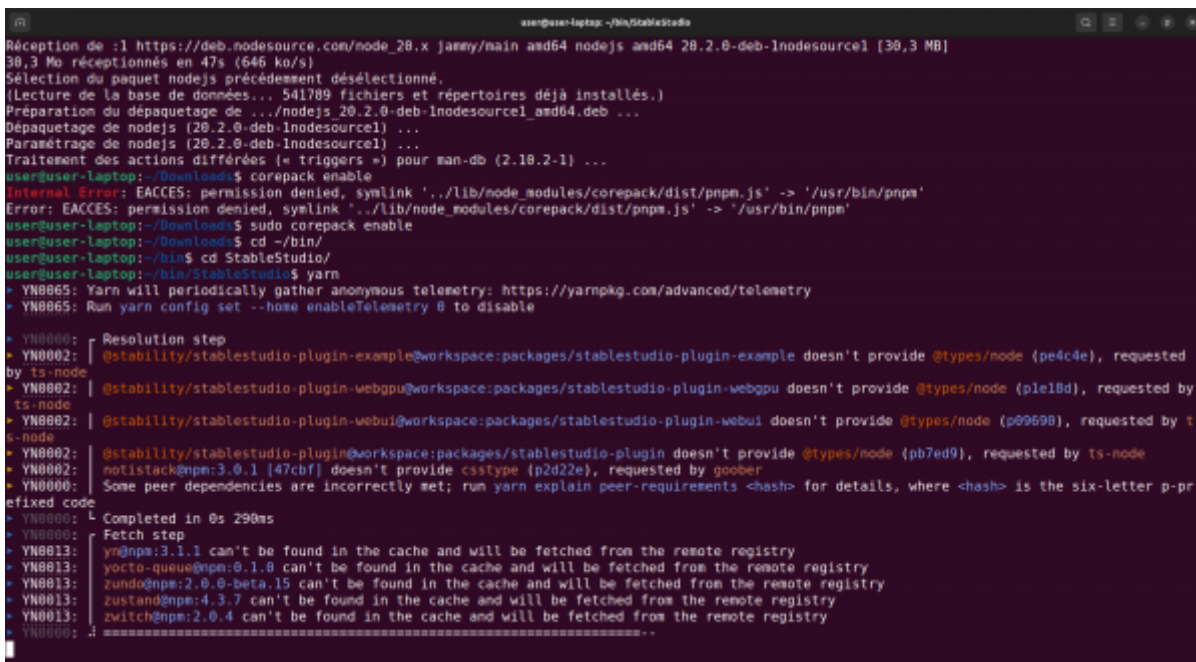 user@user-laptop: ~/bin/StableStudio
Réception de :1 https://deb.nodesource.com/node_20.x jammy/main amd64 nodejs amd64 20.2.0-deb-1nodesource1 [30,3 MB]
30,3 Mo réceptionnés en 47s (646 ko/s)
Sélection du paquet nodejs précédemment désélectionné.
(Lecture de la base de données... 541789 fichiers et répertoires déjà installés.)
Préparation du dépaquetage de .../nodejs_20.2.0-deb-1nodesource1_amd64.deb ...
Dépaquetage de nodejs (20.2.0-deb-1nodesource1) ...
Paramétrage de nodejs (20.2.0-deb-1nodesource1) ...
Traitement des actions différées (« triggers ») pour man-db (2.10.2-1) ...
user@user-laptop:~/Downloads$ corepack enable
Internal Error: EACCES: permission denied, symlink '../lib/node_modules/corepack/dist/pnpm.js' -> '/usr/bin/pnpm'
Error: EACCES: permission denied, symlink '../lib/node_modules/corepack/dist/pnpm.js' -> '/usr/bin/pnpm'
user@user-laptop:~/Downloads$ sudo corepack enable
user@user-laptop:~/Downloads$ cd ~/bin/
user@user-laptop:~/bin$ cd StableStudio/
user@user-laptop:~/bin/StableStudio$ yarn
➤ YN0065: Yarn will periodically gather anonymous telemetry: https://yarnpkg.com/advanced/telemetry
➤ YN0065: Run yarn config set --home enableTelemetry 0 to disable
➤ YN0000: ┌ Resolution step
➤ YN0002: │ @stability/stablestudio-plugin-example@workspace:packages/stablestudio-plugin-example doesn't provide @types/node (pe4c4e), requested
by ts-node
➤ YN0002: │ @stability/stablestudio-plugin-webgpu@workspace:packages/stablestudio-plugin-webgpu doesn't provide @types/node (p1e18d), requested by
ts-node
➤ YN0002: │ @stability/stablestudio-plugin-webui@workspace:packages/stablestudio-plugin-webui doesn't provide @types/node (p09690), requested by t
s-node
➤ YN0002: │ @stability/stablestudio-plugin@workspace:packages/stablestudio-plugin doesn't provide @types/node (pb7ed9), requested by ts-node
➤ YN0002: │ notistack@npm:3.0.1 [47cbf] doesn't provide csstype (p2d22e), requested by goober
➤ YN0000: │ Some peer dependencies are incorrectly met; run yarn explain peer-requirements <hash> for details, where <hash> is the six-letter p-pr
efixed code
➤ YN0000: └ Completed in 0s 290ms
➤ YN0000: ┌ Fetch step
➤ YN0013: │ yn@npm:3.1.1 can't be found in the cache and will be fetched from the remote registry
➤ YN0013: │ yocto-queue@npm:0.1.0 can't be found in the cache and will be fetched from the remote registry
➤ YN0013: │ zundo@npm:2.0.0-beta.15 can't be found in the cache and will be fetched from the remote registry
➤ YN0013: │ zustand@npm:4.3.7 can't be found in the cache and will be fetched from the remote registry
➤ YN0013: │ zwitch@npm:2.0.4 can't be found in the cache and will be fetched from the remote registry
➤ YN0000: ⠼ ==================================================================--